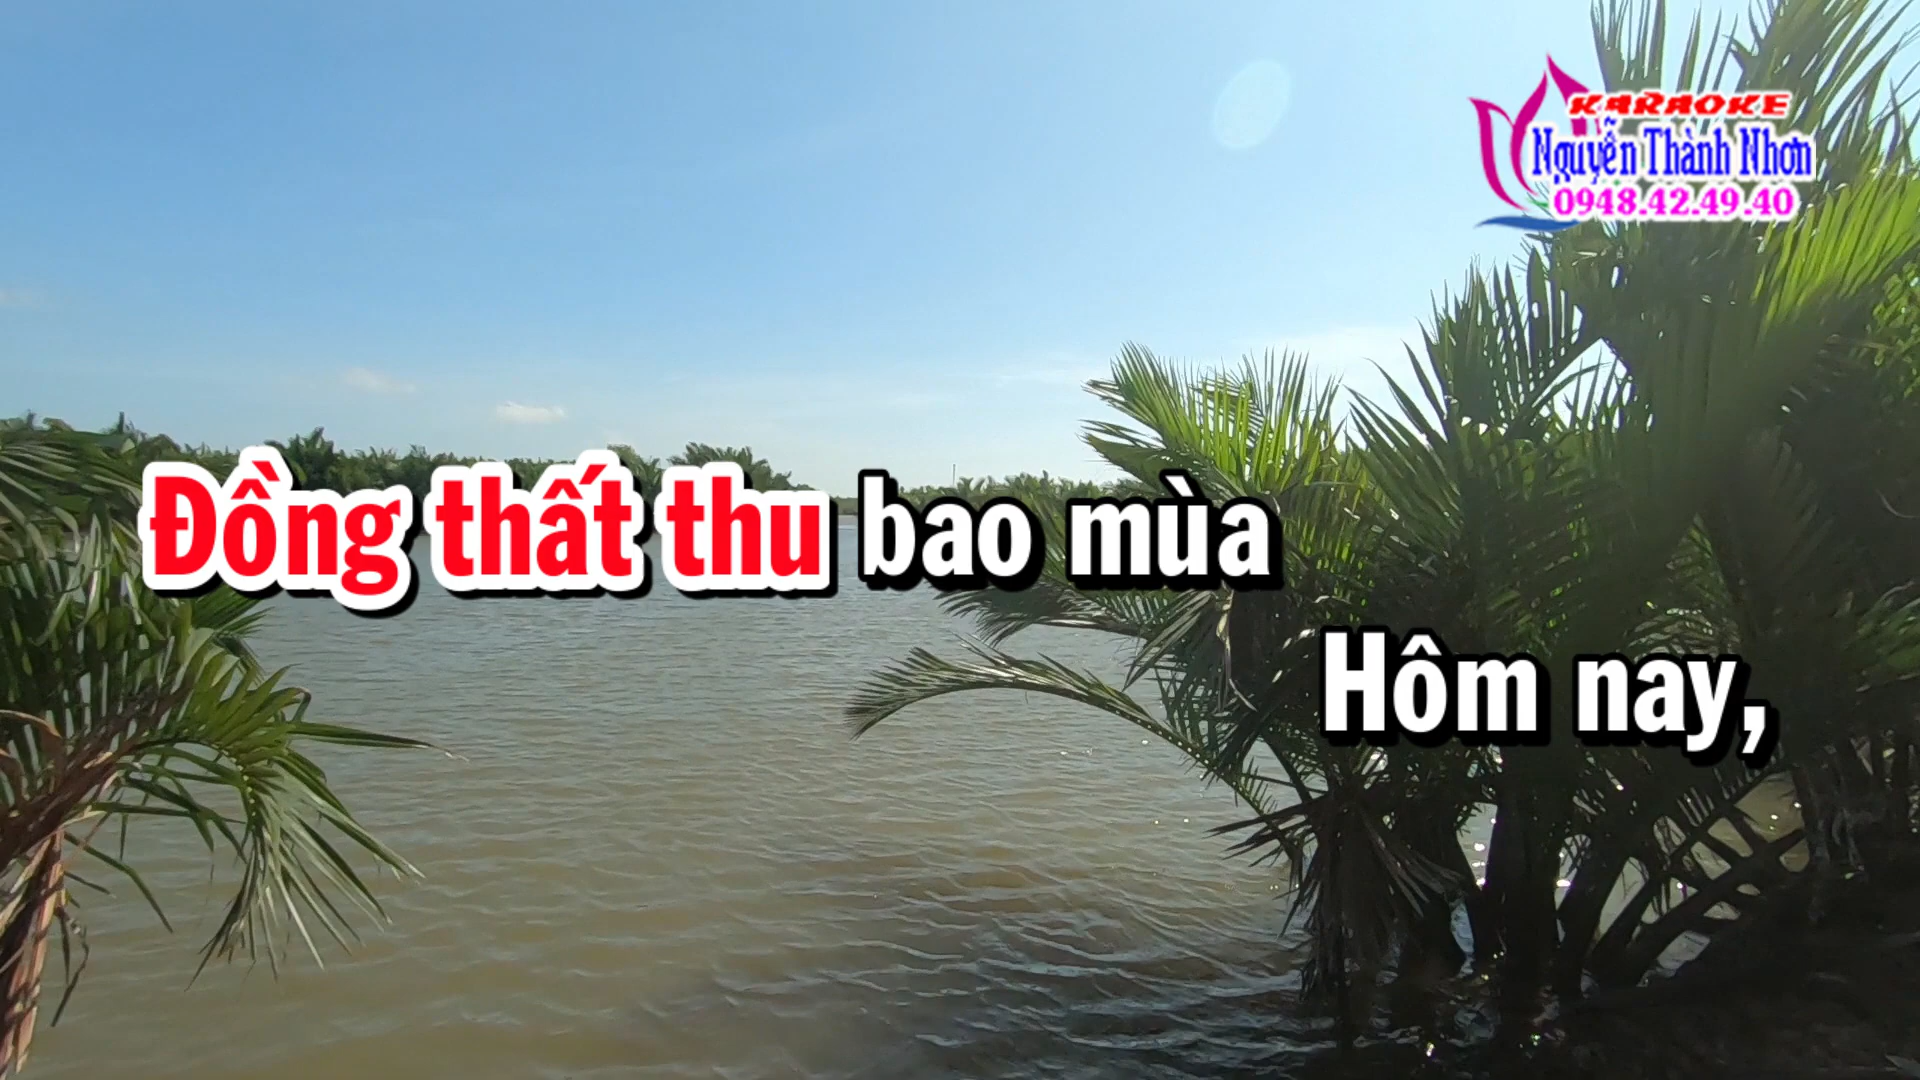 KARAOKE
Nguyễn Thành Nhơn
0948.42.49.40
Đồng thất thu bao mùa
Hôm nay,